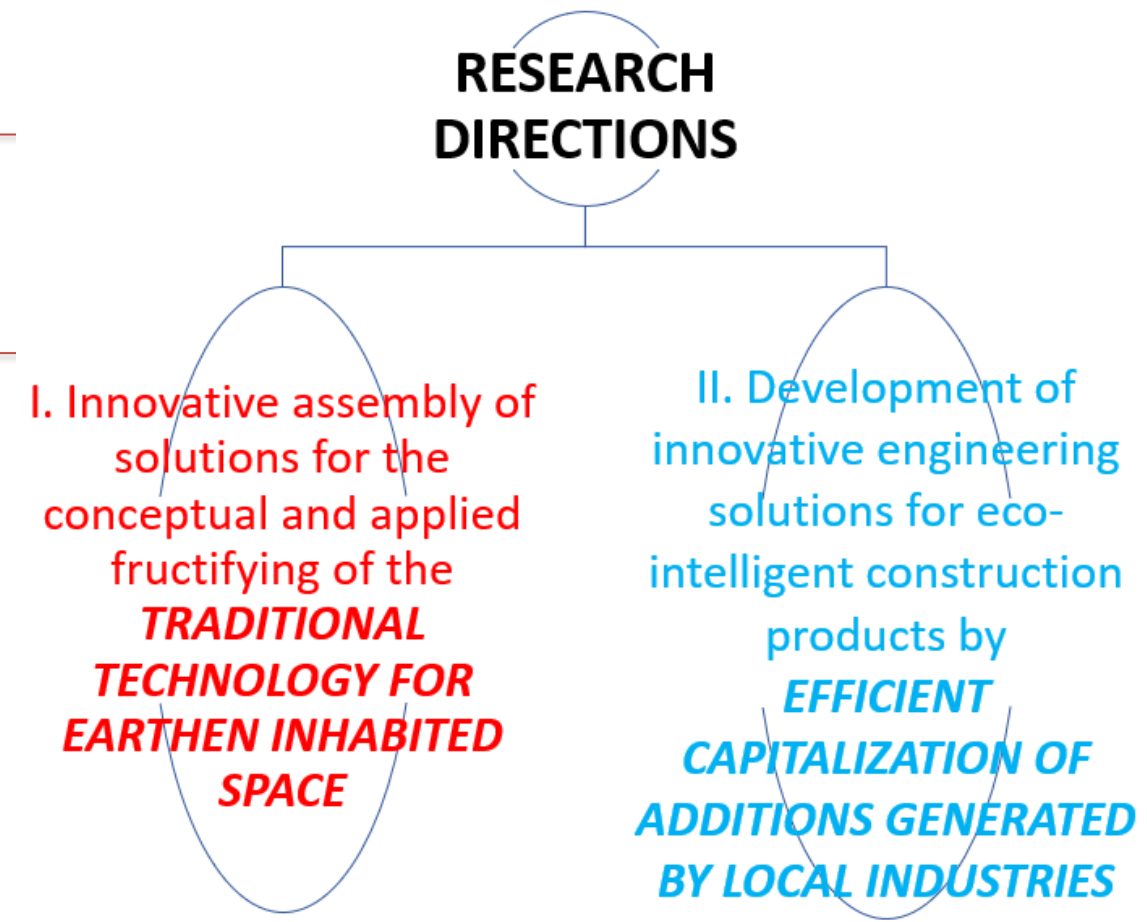 RESEARCH
DIRECTIONS
I. Innovative assembly of
solutions for the
conceptual and applied
fructifying of the
TRADITIONAL
TECHNOLOGY FOR
EARTHEN INHABITED
SPACE
II. Development of
innovative engineering
solutions for eco-
intelligent construction
products by
EFFICIENT
CAPITALIZATION OF
ADDITIONS GENERATED
BY LOCAL INDUSTRIES